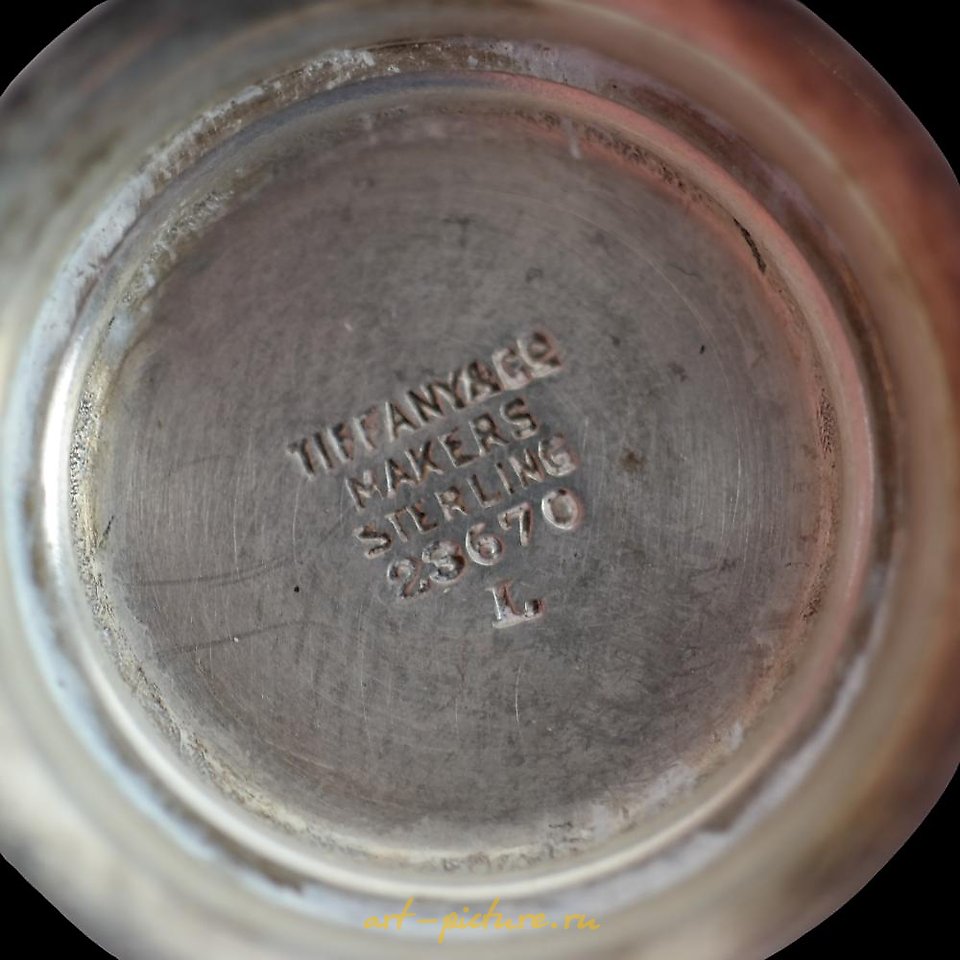 TIFFANY & Co
MAKERS
STERLING
23670
L
art-picture.ru